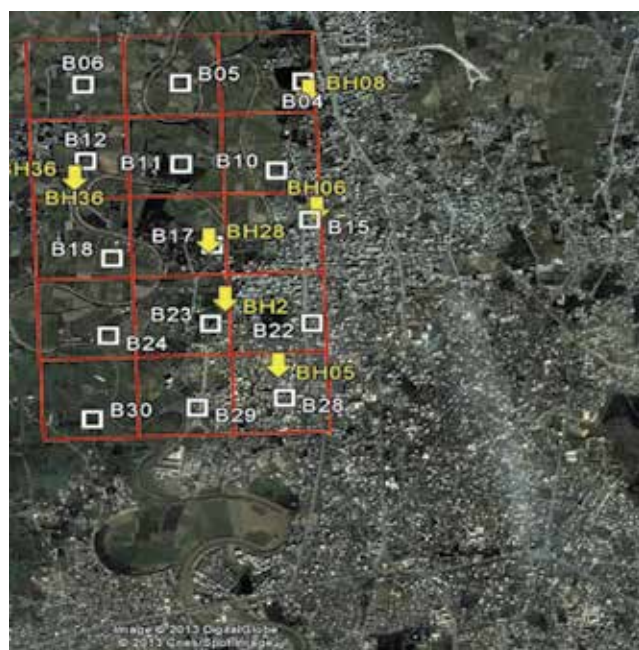 B06
B05
B04
BH08
B12
B11
B10
BH36
BH36
BH06
B15
B17
BH28
B18
BH2
B23
B22
B24
BH05
B28
B29
B30
Image © 2013 DigitalGlobe
© 2013 Cnes/Spot Image